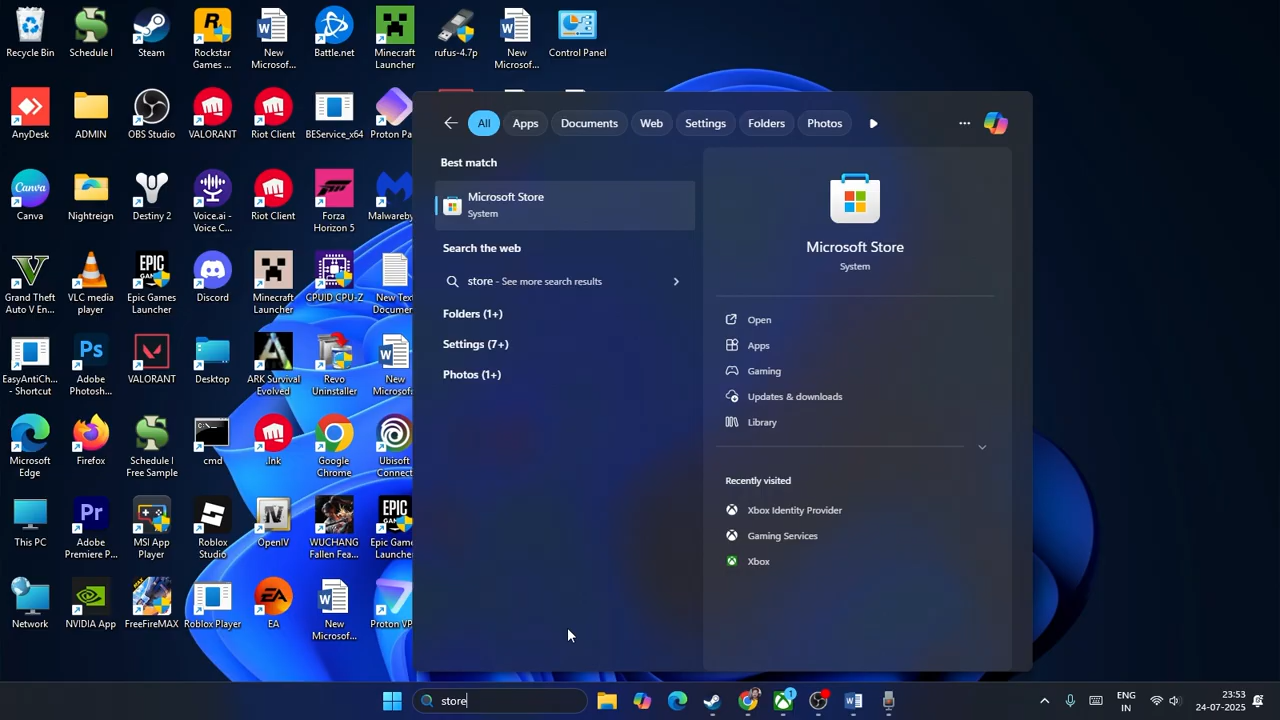 Recycle Bin
Schedule I
Steam
Rockstar
Games ...
New
Microsof...
Battle.net
Minecraft
Launcher
rufus-4.7p
New
Microsof...
Control Panel
AnyDesk
ADMIN
OBS Studio
VALORANT
Riot Client
BEService_x64
Proton Pa
Canva
Nightreign
Destiny 2
Voice.ai -
Voice C...
Riot Client
Forza
Horizon 5
Malwareby
Grand Theft
Auto V En...
VLC media
player
Epic Games
Launcher
Discord
Minecraft
Launcher
CPUID CPU-Z
New Text
Document
EasyAntiCh...
- Shortcut
Adobe
Photosh...
VALORANT
Desktop
ARK Survival
Evolved
Revo
Uninstaller
New
Microsof
Microsoft
Edge
Firefox
Schedule I
Free Sample
cmd
.lnk
Google
Chrome
Ubisoft
Connect
This PC
Adobe
Premiere P...
MSI App
Player
Roblox
Studio
OpenIV
WUCHANG
Fallen Fea...
Epic Game
Launcher
Network
NVIDIA App
FreeFireMAX
Roblox Player
EA
New
Microsof...
Proton VP
All
Apps
Documents
Web
Settings
Folders
Photos
Best match
Microsoft Store
System
Search the web
store - See more search results
Folders (1+)
Settings (7+)
Photos (1+)
Microsoft Store
System
Open
Apps
Gaming
Updates & downloads
Library
Recently visited
Xbox Identity Provider
Gaming Services
Xbox
store
1
ENG
IN
23:53
24-07-2025